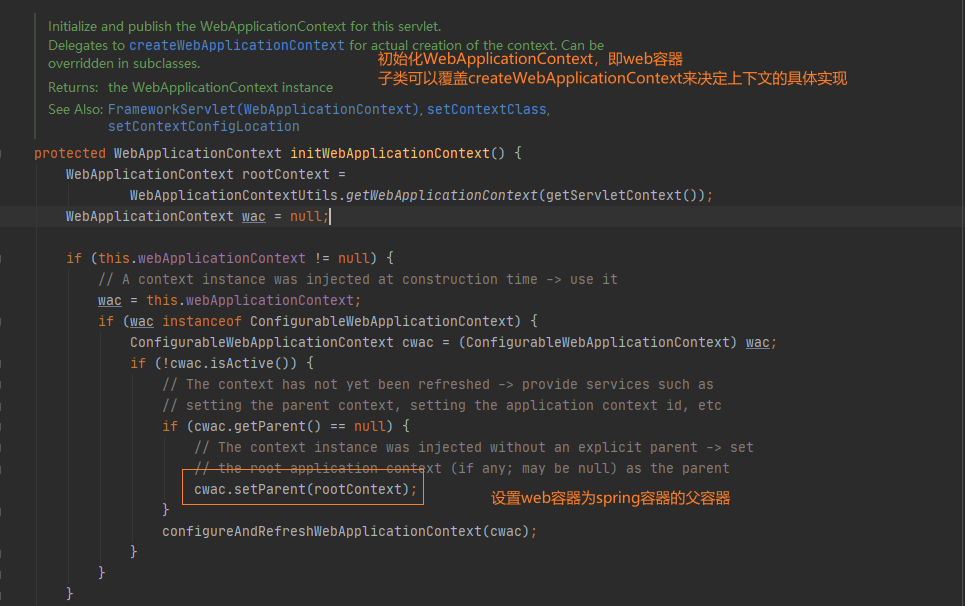 Initialize and publish the WebApplicationContext for this servlet.
Delegates to createWebApplicationContext for actual creation of the context. Can be
overridden in subclasses.
初始化WebApplicationContext，即web容器
子类可以覆盖createWebApplicationContext来决定上下文的具体实现
Returns: the WebApplicationContext instance
See Also: FrameworkServlet(WebApplicationContext), setContextClass,
setContextConfigLocation
protected WebApplicationContext initWebApplicationContext() {
WebApplicationContext rootContext =
WebApplicationContextUtils.getWebApplicationContext(getServletContext());
WebApplicationContext wac = null;
if (this.webApplicationContext != null) {
// A context instance was injected at construction time -> use it
wac = this.webApplicationContext;
if (wac instanceof ConfigurableWebApplicationContext) {
ConfigurableWebApplicationContext cwac = (ConfigurableWebApplicationContext) wac;
if (!cwac.isActive()) {
// The context has not yet been refreshed -> provide services such as
// setting the parent context, setting the application context id, etc
if (cwac.getParent() == null) {
// The context instance was injected without an explicit parent -> set
// the root application context (if any; may be null) as the parent
cwac.setParent(rootContext);
设置web容器为spring容器的父容器
}
configureAndRefreshWebApplicationContext(cwac);
}
}
}